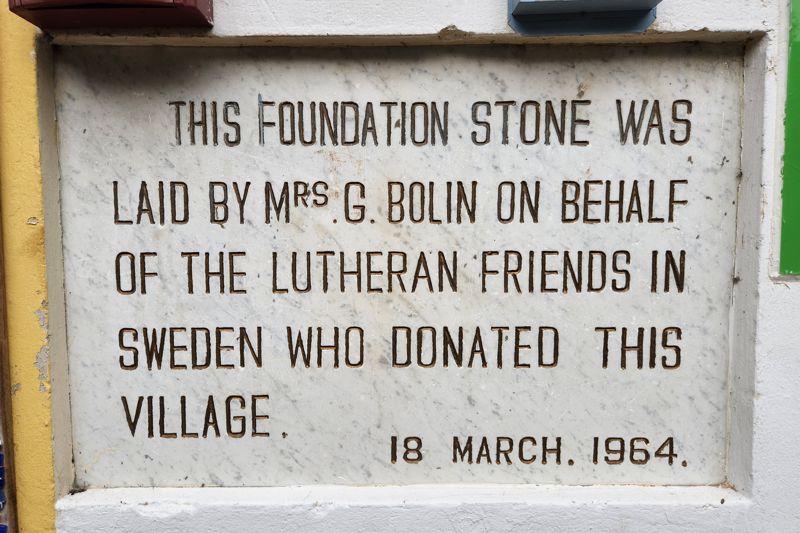 THIS FOUNDATION STONE WAS
LAID BY MRS. G. BOLIN ON BEHALF
OF THE LUTHERAN FRIENDS IN
SWEDEN WHO DONATED THIS
VILLAGE.
18 MARCH. 1964.